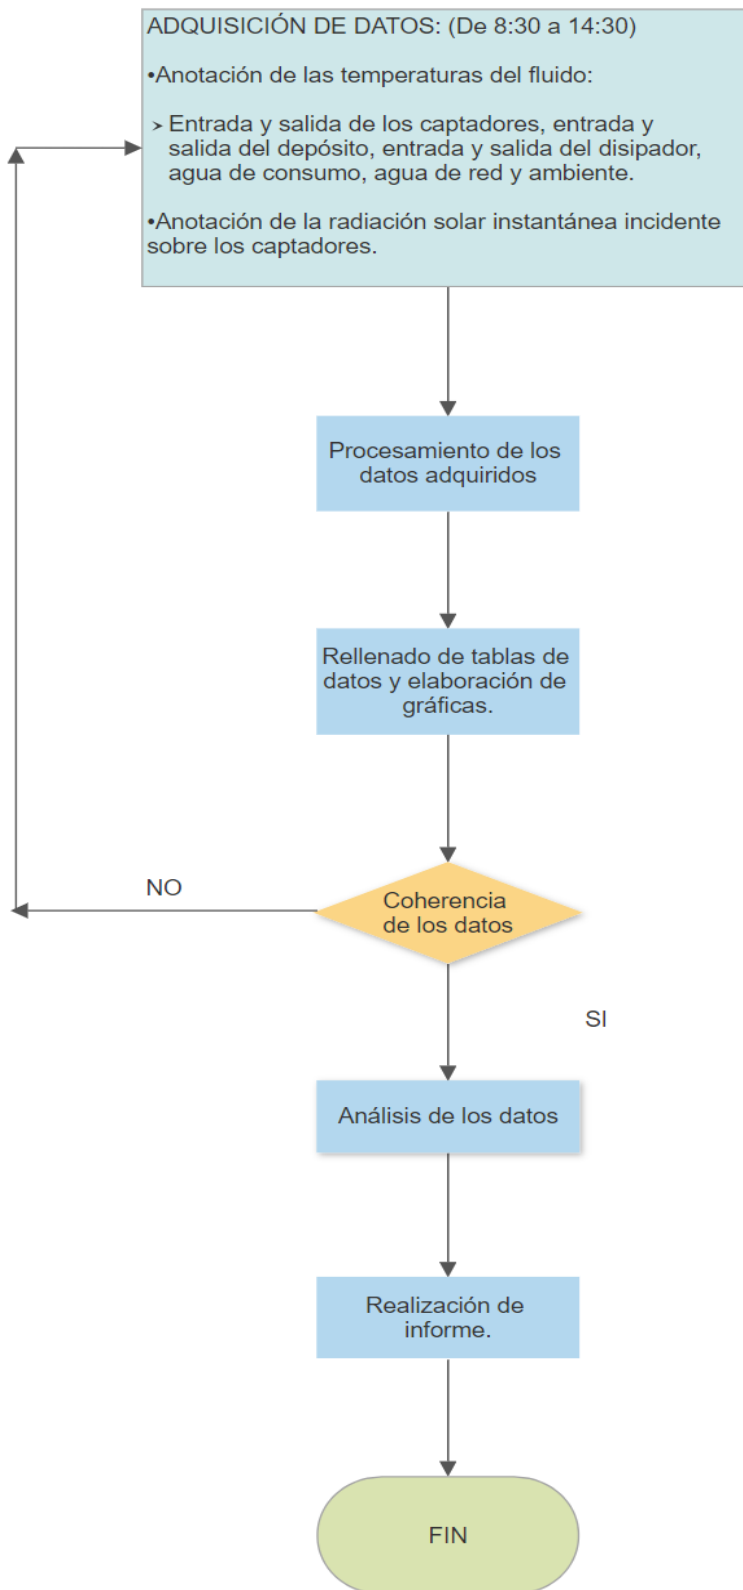 ADQUISICIÓN DE DATOS: (De 8:30 a 14:30)
•Anotación de las temperaturas del fluido:
➢ Entrada y salida de los captadores, entrada y
salida del depósito, entrada y salida del disipador,
agua de consumo, agua de red y ambiente.
•Anotación de la radiación solar instantánea incidente
sobre los captadores.
Procesamiento de los
datos adquiridos
Rellenado de tablas de
datos y elaboración de
gráficas.
NO
Coherencia
de los datos
SI
Análisis de los datos
Realización de
informe.
FIN